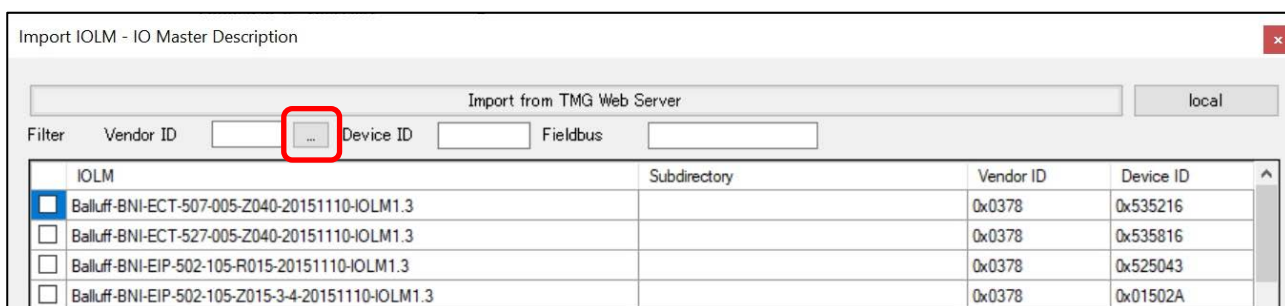 Import IOLM - IO Master Description
Import from TMG Web Server local
Filter Vendor ID ... Device ID Fieldbus
IOLM Subdirectory Vendor ID Device ID
Balluff-BNI-ECT-507-005-Z040-20151110-IOLM1.3 0x0378 0x535216
Balluff-BNI-ECT-527-005-Z040-20151110-IOLM1.3 0x0378 0x535816
Balluff-BNI-EIP-502-105-R015-20151110-IOLM1.3 0x0378 0x525043
Balluff-BNI-EIP-502-105-Z015-3-4-20151110-IOLM1.3 0x0378 0x01502A